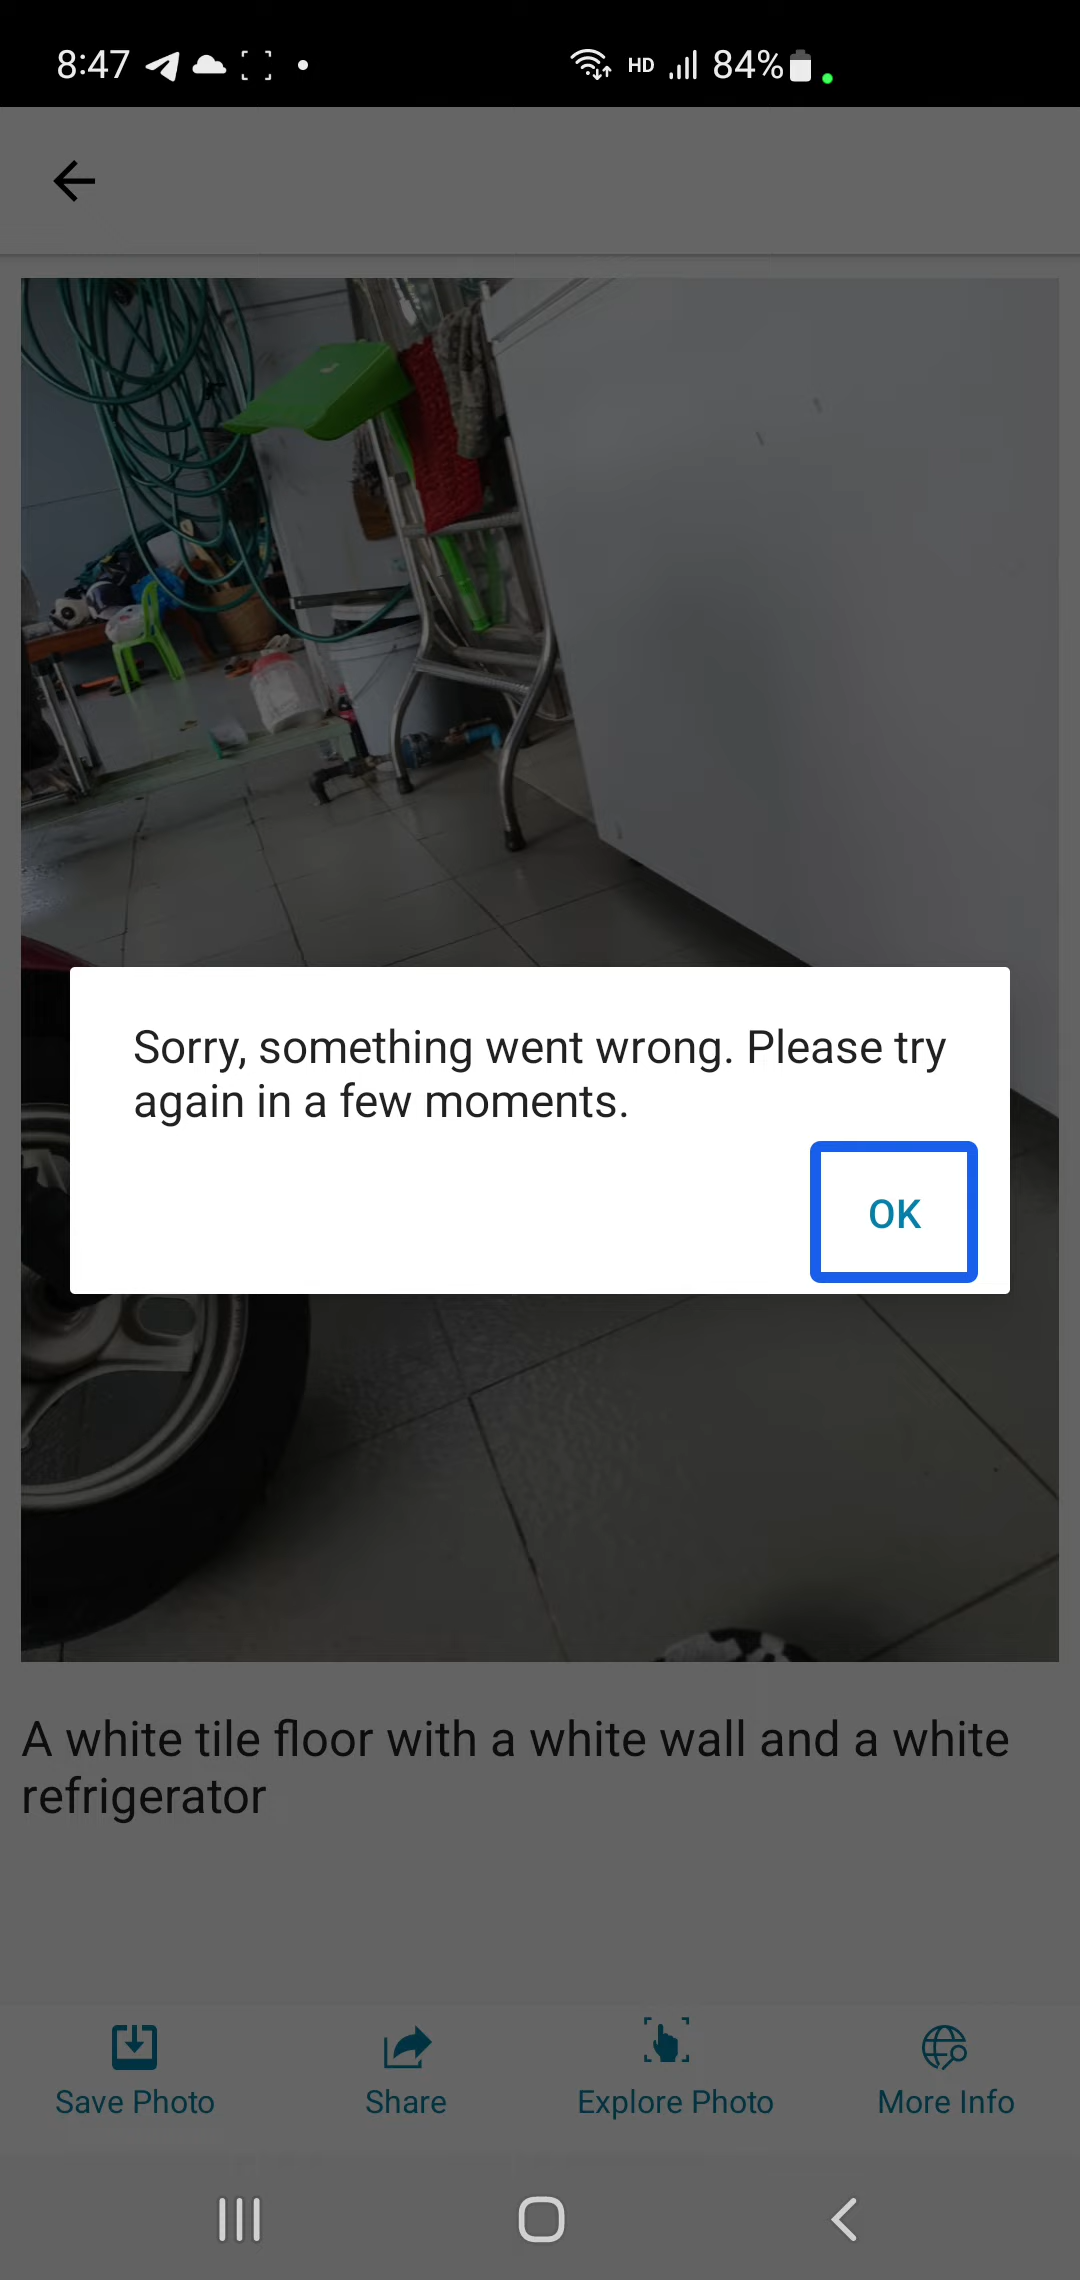 8:47
HD 84%
Sorry, something went wrong. Please try
again in a few moments.
OK
A white tile floor with a white wall and a white
refrigerator
Save Photo
Share
Explore Photo
More Info